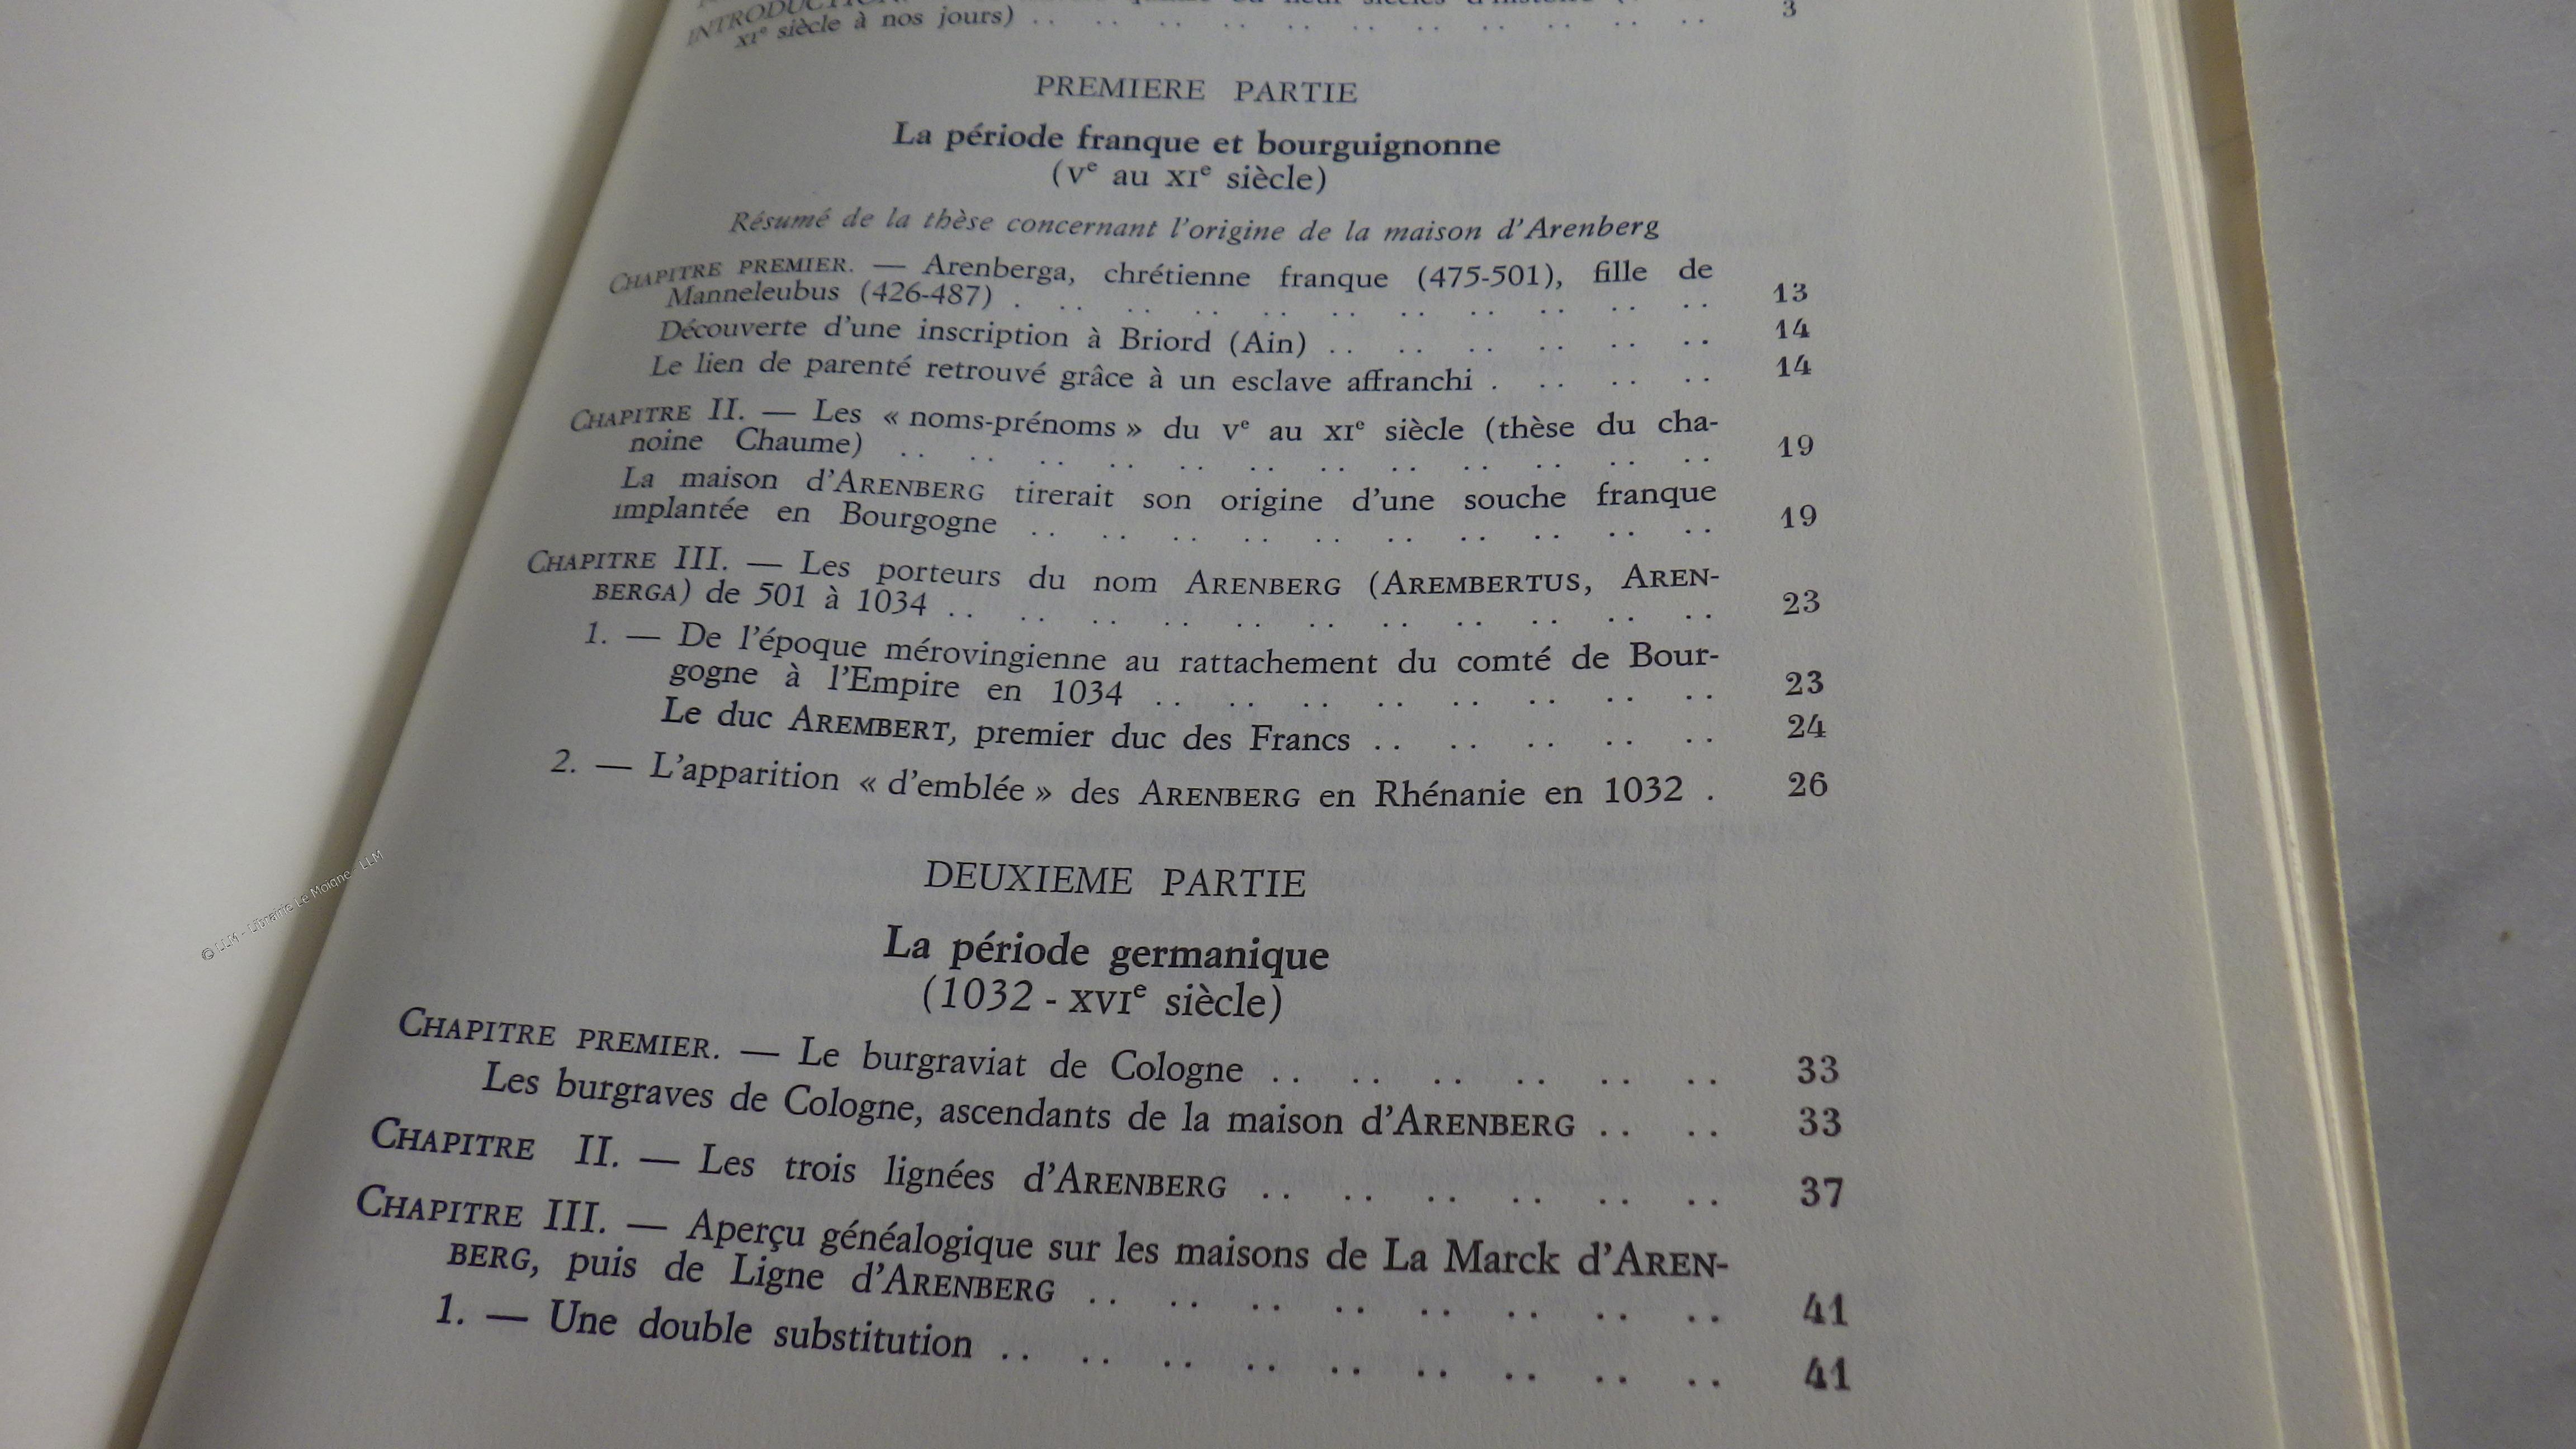 INTRODUCTION
XIe siècle à nos jours) . . . . . . . . . . . . . . . . . . . . . . 3
PREMIERE PARTIE
La période franque et bourguignonne
(Ve au XIe siècle)
Résumé de la thèse concernant l'origine de la maison d'Arenberg
CHAPITRE PREMIER. — Arenberga, chrétienne franque (475-501), fille de
Manneleubus (426-487) . . . . . . . . . . . . . . . . . . . . . 13
Découverte d'une inscription à Briord (Ain) . . . . . . . . . . . . 14
Le lien de parenté retrouvé grâce à un esclave affranchi . . . . . . . 14
CHAPITRE II. — Les « noms-prénoms » du Ve au XIe siècle (thèse du cha-
noine Chaume) . . . . . . . . . . . . . . . . . . . . . . . . 19
La maison d'ARENBERG tirerait son origine d'une souche franque
implantée en Bourgogne . . . . . . . . . . . . . . . . . . . . 19
CHAPITRE III. — Les porteurs du nom ARENBERG (AREMBERTUS, AREN-
BERGA) de 501 à 1034 . . . . . . . . . . . . . . . . . . . . . . 23
1. — De l'époque mérovingienne au rattachement du comté de Bour-
gogne à l'Empire en 1034 . . . . . . . . . . . . . . . . 23
Le duc AREMBERT, premier duc des Francs . . . . . . . . . . 24
2. — L'apparition « d'emblée » des ARENBERG en Rhénanie en 1032 . 26
DEUXIEME PARTIE
La période germanique
(1032 - XVIe siècle)
CHAPITRE PREMIER. — Le burgraviat de Cologne . . . . . . . . . . . . 33
Les burgraves de Cologne, ascendants de la maison d'ARENBERG . . . . 33
CHAPITRE II. — Les trois lignées d'ARENBERG . . . . . . . . . . . . 37
CHAPITRE III. — Aperçu généalogique sur les maisons de La Marck d'AREN-
BERG, puis de Ligne d'ARENBERG . . . . . . . . . . . . . . . . 41
1. — Une double substitution . . . . . . . . . . . . . . . . . . 41
© LLM - Librairie Le Moigne - LLM